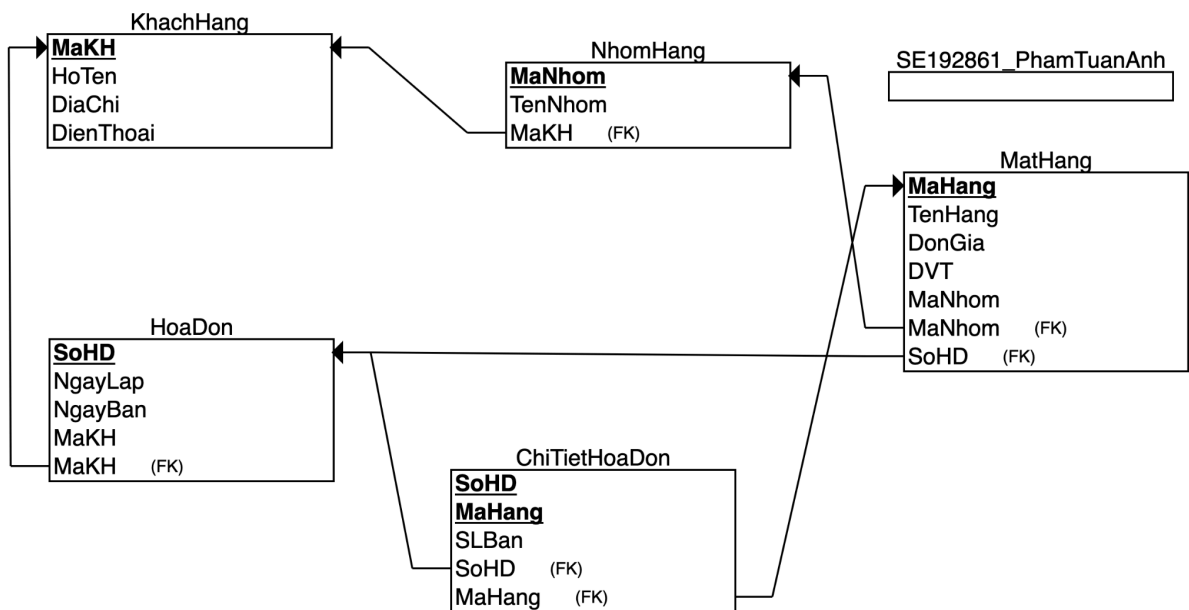 KhachHang
MaKH
HoTen
DiaChi
DienThoai
NhomHang
MaNhom
TenNhom
MaKH (FK)
SE192861_PhamTuanAnh
MatHang
MaHang
TenHang
DonGia
DVT
MaNhom
MaNhom (FK)
SoHD (FK)
HoaDon
SoHD
NgayLap
NgayBan
MaKH
MaKH (FK)
ChiTietHoaDon
SoHD
MaHang
SLBan
SoHD (FK)
MaHang (FK)